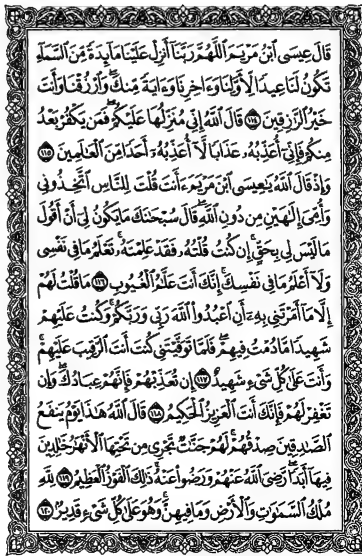 قَالَ عِيسَى ٱبْنُ مَرْيَمَ ٱللَّهُمَّ رَبَّنَآ أَنزِلْ عَلَيْنَا مَآئِدَةً مِّنَ ٱلسَّمَآءِ
تَكُونُ لَنَا عِيدًا لِّأَوَّلِنَا وَءَاخِرِنَا وَءَايَةً مِّنكَ ۖ وَٱرْزُقْنَا وَأَنتَ
خَيْرُ ٱلرَّٰزِقِينَ ١١٤ قَالَ ٱللَّهُ إِنِّى مُنَزِّلُهَا عَلَيْكُمْ ۖ فَمَن يَكْفُرْ بَعْدُ
مِنكُمْ فَإِنِّىٓ أُعَذِّبُهُۥ عَذَابًا لَّآ أُعَذِّبُهُۥٓ أَحَدًا مِّنَ ٱلْعَٰلَمِينَ ١١٥
وَإِذْ قَالَ ٱللَّهُ يَٰعِيسَى ٱبْنَ مَرْيَمَ ءَأَنتَ قُلْتَ لِلنَّاسِ ٱتَّخِذُونِى
وَأُمِّىَ إِلَٰهَيْنِ مِن دُونِ ٱللَّهِ ۖ قَالَ سُبْحَٰنَكَ مَا يَكُونُ لِىٓ أَنْ أَقُولَ
مَا لَيْسَ لِى بِحَقٍّ ۚ إِن كُنتُ قُلْتُهُۥ فَقَدْ عَلِمْتَهُۥ ۚ تَعْلَمُ مَا فِى نَفْسِى
وَلَآ أَعْلَمُ مَا فِى نَفْسِكَ ۚ إِنَّكَ أَنتَ عَلَّٰمُ ٱلْغُيُوبِ ١١٦ مَا قُلْتُ لَهُمْ
إِلَّا مَآ أَمَرْتَنِى بِهِۦٓ أَنِ ٱعْبُدُوا۟ ٱللَّهَ رَبِّى وَرَبَّكُمْ ۚ وَكُنتُ عَلَيْهِمْ
شَهِيدًا مَّا دُمْتُ فِيهِمْ ۖ فَلَمَّا تَوَفَّيْتَنِى كُنتَ أَنتَ ٱلرَّقِيبَ عَلَيْهِمْ ۚ
وَأَنتَ عَلَىٰ كُلِّ شَىْءٍ شَهِيدٌ ١١٧ إِن تُعَذِّبْهُمْ فَإِنَّهُمْ عِبَادُكَ ۖ وَإِن
تَغْفِرْ لَهُمْ فَإِنَّكَ أَنتَ ٱلْعَزِيزُ ٱلْحَكِيمُ ١١٨ قَالَ ٱللَّهُ هَٰذَا يَوْمُ يَنفَعُ
ٱلصَّٰدِقِينَ صِدْقُهُمْ ۚ لَهُمْ جَنَّٰتٌ تَجْرِى مِن تَحْتِهَا ٱلْأَنْهَٰرُ خَٰلِدِينَ
فِيهَآ أَبَدًا ۚ رَّضِىَ ٱللَّهُ عَنْهُمْ وَرَضُوا۟ عَنْهُ ۚ ذَٰلِكَ ٱلْفَوْزُ ٱلْعَظِيمُ ١١٩ لِلَّهِ
مُلْكُ ٱلسَّمَٰوَٰتِ وَٱلْأَرْضِ وَمَا فِيهِنَّ ۚ وَهُوَ عَلَىٰ كُلِّ شَىْءٍ قَدِيرٌۢ ١٢٠